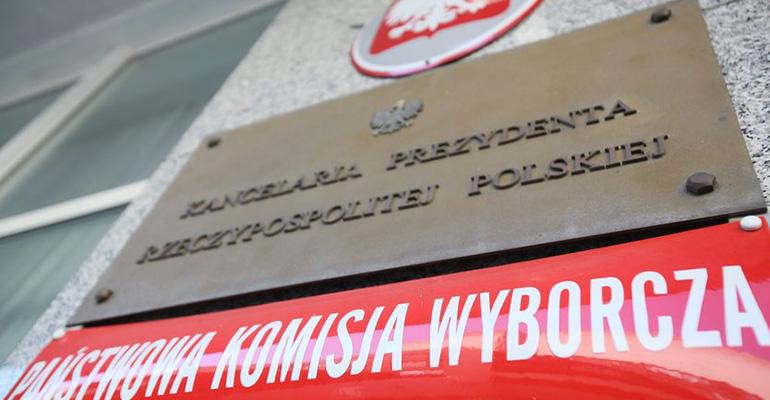 KANCELARIA PREZYDENTA
RZECZYPOSPOLITEJ POLSKIEJ
PAŃSTWOWA KOMISJA WYBORCZA